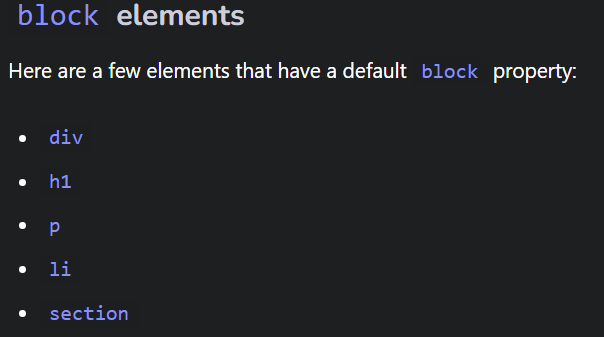 block elements
Here are a few elements that have a default block property:
div
h1
p
li
section